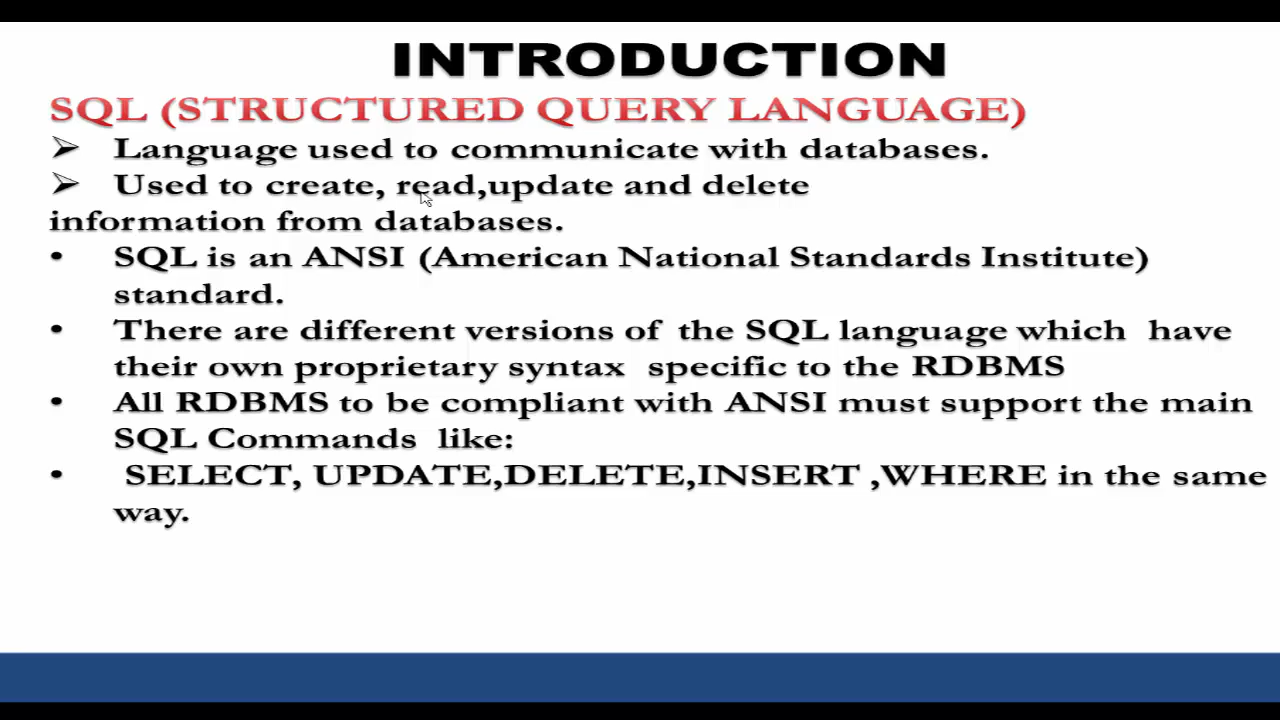 INTRODUCTION
SQL (STRUCTURED QUERY LANGUAGE)
➢ Language used to communicate with databases.
➢ Used to create, read,update and delete
information from databases.
• SQL is an ANSI (American National Standards Institute)
standard.
• There are different versions of the SQL language which have
their own proprietary syntax specific to the RDBMS
• All RDBMS to be compliant with ANSI must support the main
SQL Commands like:
• SELECT, UPDATE,DELETE,INSERT ,WHERE in the same
way.